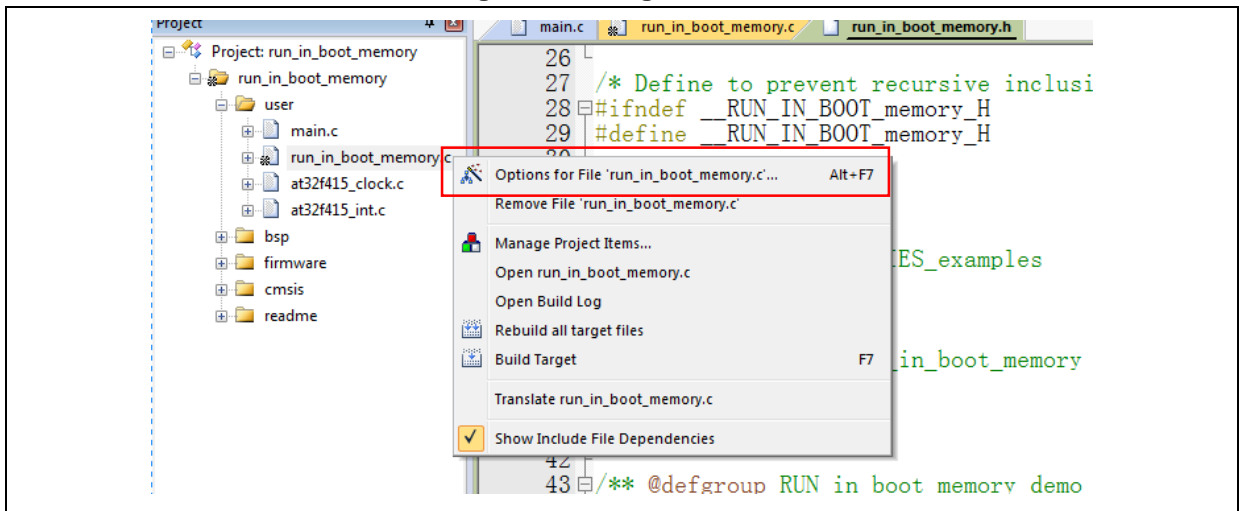 Project
Project: run_in_boot_memory
run_in_boot_memory
user
main.c
run_in_boot_memory.c
at32f415_clock.c
at32f415_int.c
bsp
firmware
cmsis
readme
main.c run_in_boot_memory.c run_in_boot_memory.h
26
27 /* Define to prevent recursive inclusi
28 #ifndef __RUN_IN_BOOT_memory_H
29 #define __RUN_IN_BOOT_memory_H
30
Options for File 'run_in_boot_memory.c'... Alt+F7
Remove File 'run_in_boot_memory.c'
Manage Project Items...
Open run_in_boot_memory.c
IES_examples
Open Build Log
Rebuild all target files
Build Target F7
_in_boot_memory
Translate run_in_boot_memory.c
Show Include File Dependencies
42
43 /** @defgroup RUN in boot memory demo